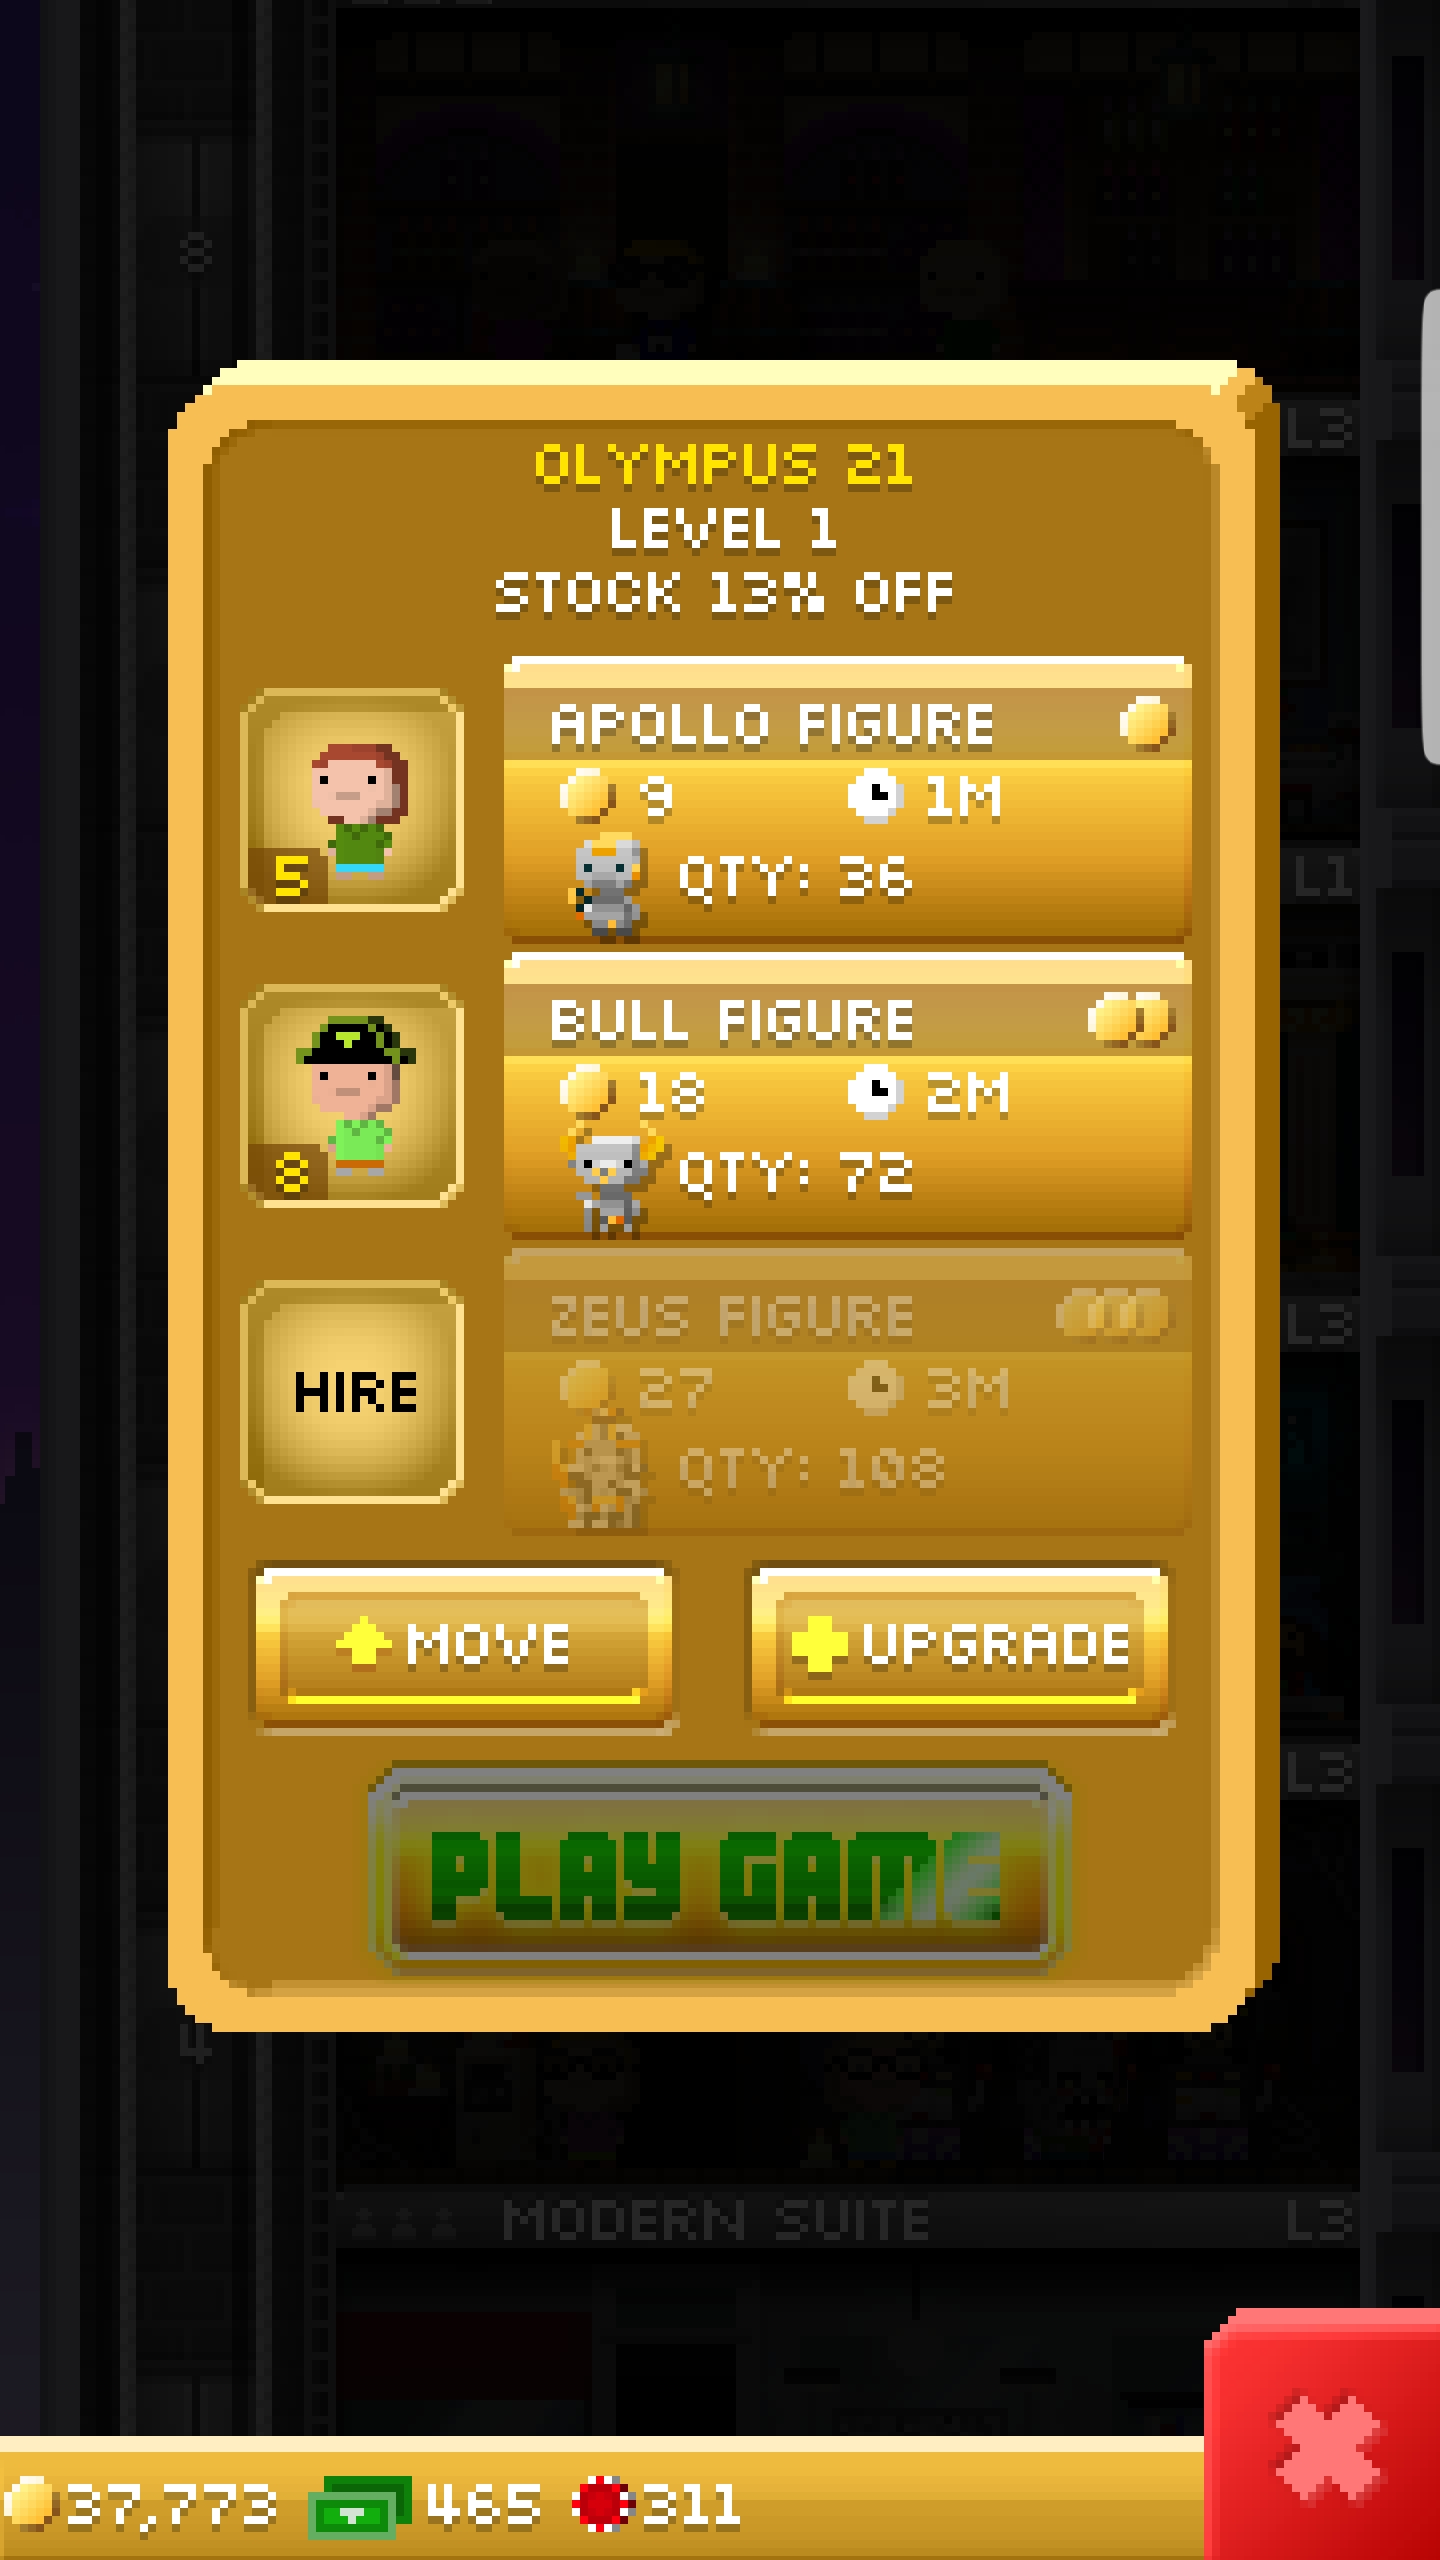 8
L3
OLYMPUS 21
LEVEL 1
STOCK 13% OFF
APOLLO FIGURE
9 1M
5
QTY: 36
L1
BULL FIGURE
18 2M
8
QTY: 72
ZEUS FIGURE
L3
27 3M
HIRE
QTY: 108
MOVE
UPGRADE
L3
PLAY GAME
4
MODERN SUITE L3
37,773 465 311